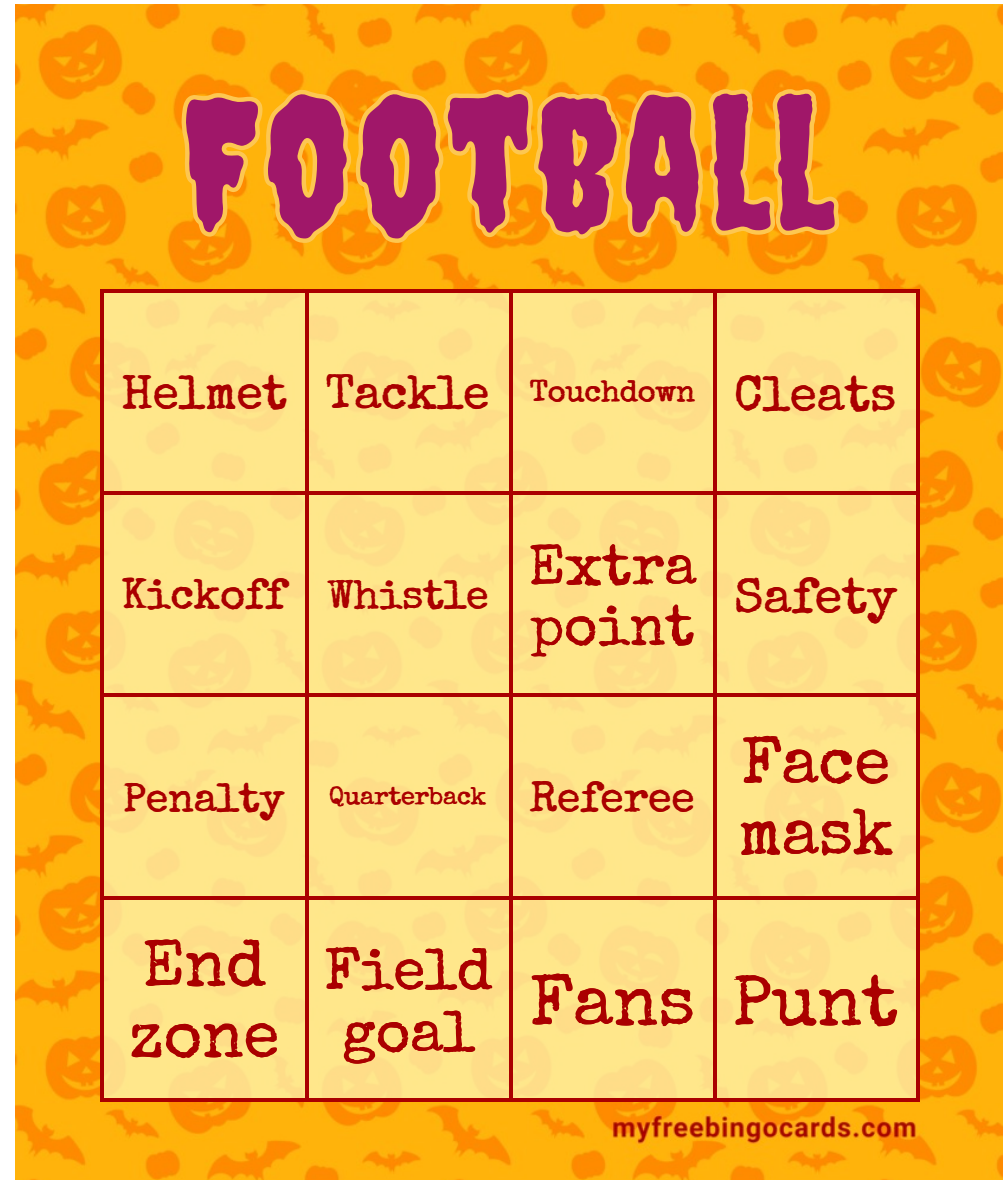 FOOTBALL
Helmet
Tackle
Touchdown
Cleats
Kickoff
Whistle
Extra
point
Safety
Penalty
Quarterback
Referee
Face
mask
End
zone
Field
goal
Fans
Punt
myfreebingocards.com